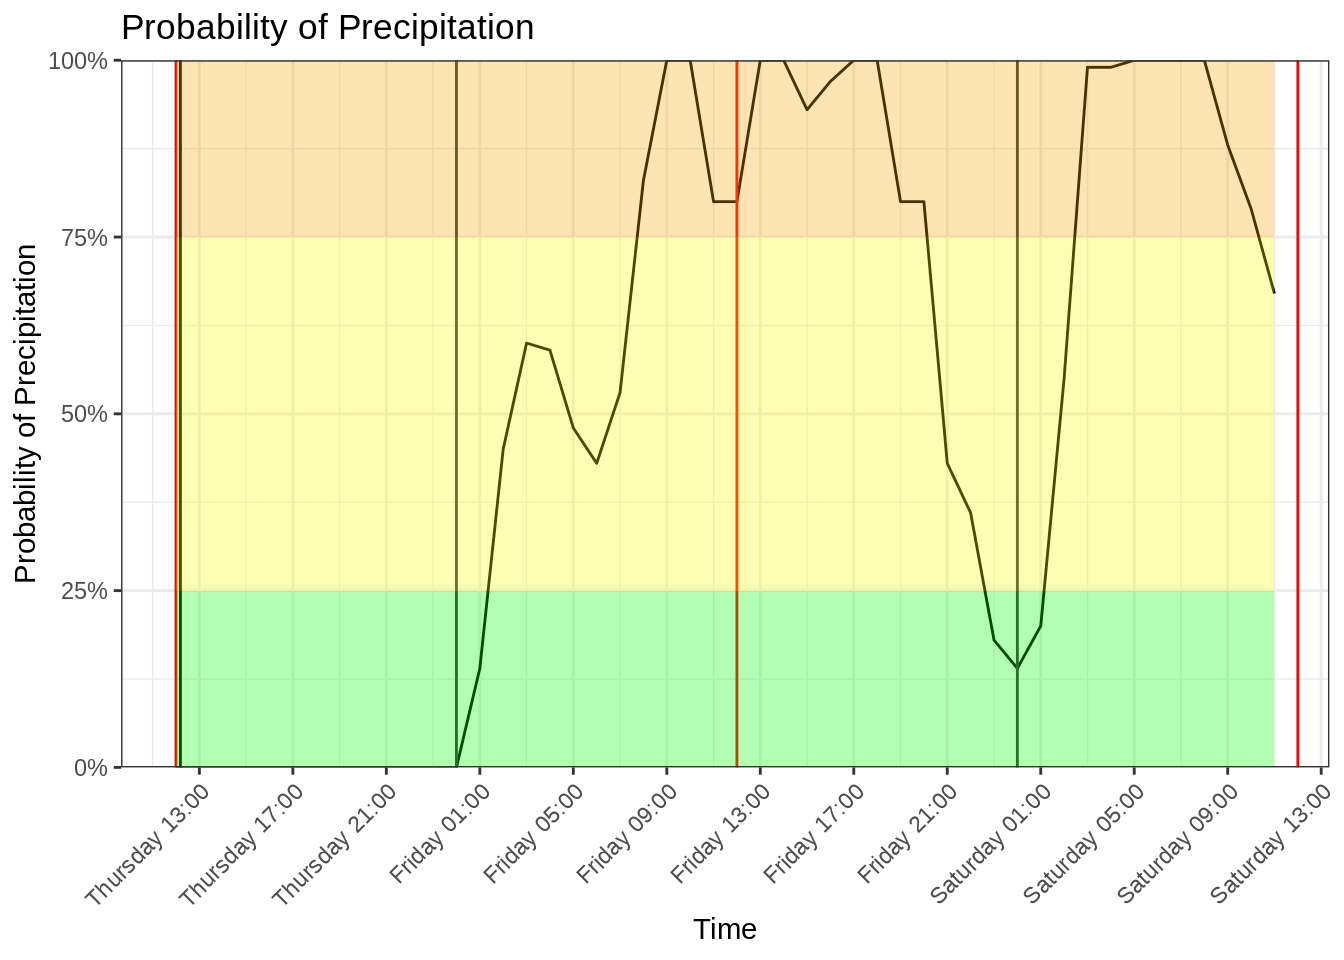 Probability of Precipitation
Probability of Precipitation
100%
75%
50%
25%
0%
Thursday 13:00
Thursday 17:00
Thursday 21:00
Friday 01:00
Friday 05:00
Friday 09:00
Friday 13:00
Friday 17:00
Friday 21:00
Saturday 01:00
Saturday 05:00
Saturday 09:00
Saturday 13:00
Time